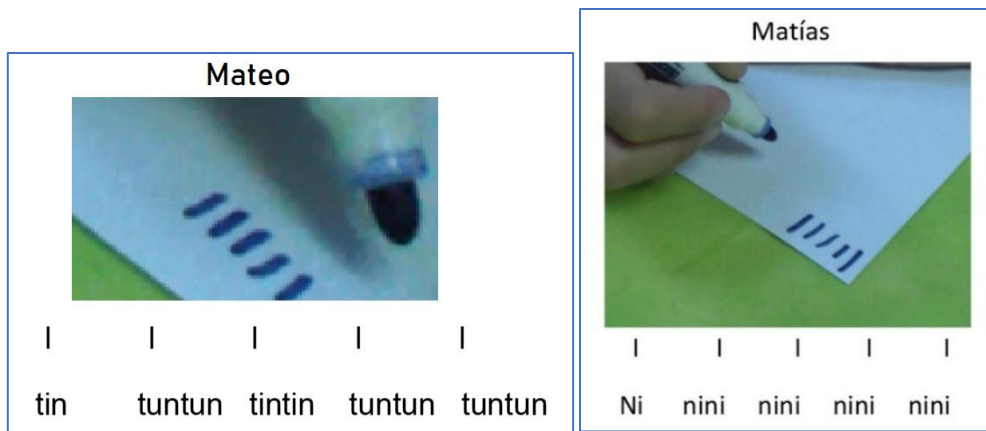 Mateo
| | | | |
tin tuntun tintin tuntun tuntun
Matías
| | | | |
Ni nini nini nini nini